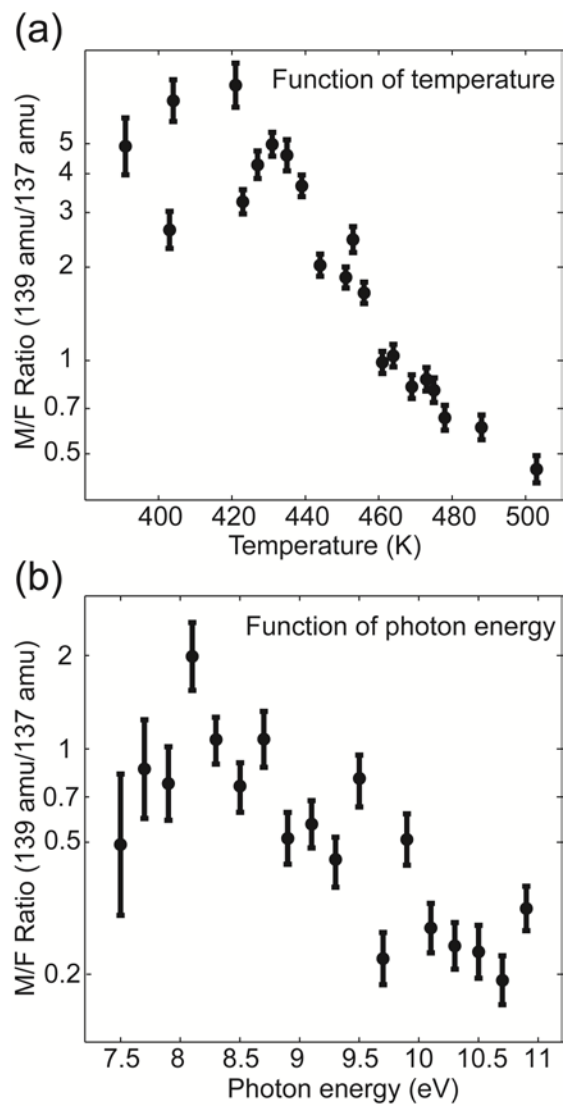 (a)
Function of temperature
M/F Ratio (139 amu/137 amu)
5
4
3
2
1
0.7
0.5
400 420 440 460 480 500
Temperature (K)
(b)
Function of photon energy
M/F Ratio (139 amu/137 amu)
2
1
0.7
0.5
0.2
7.5 8 8.5 9 9.5 10 10.5 11
Photon energy (eV)